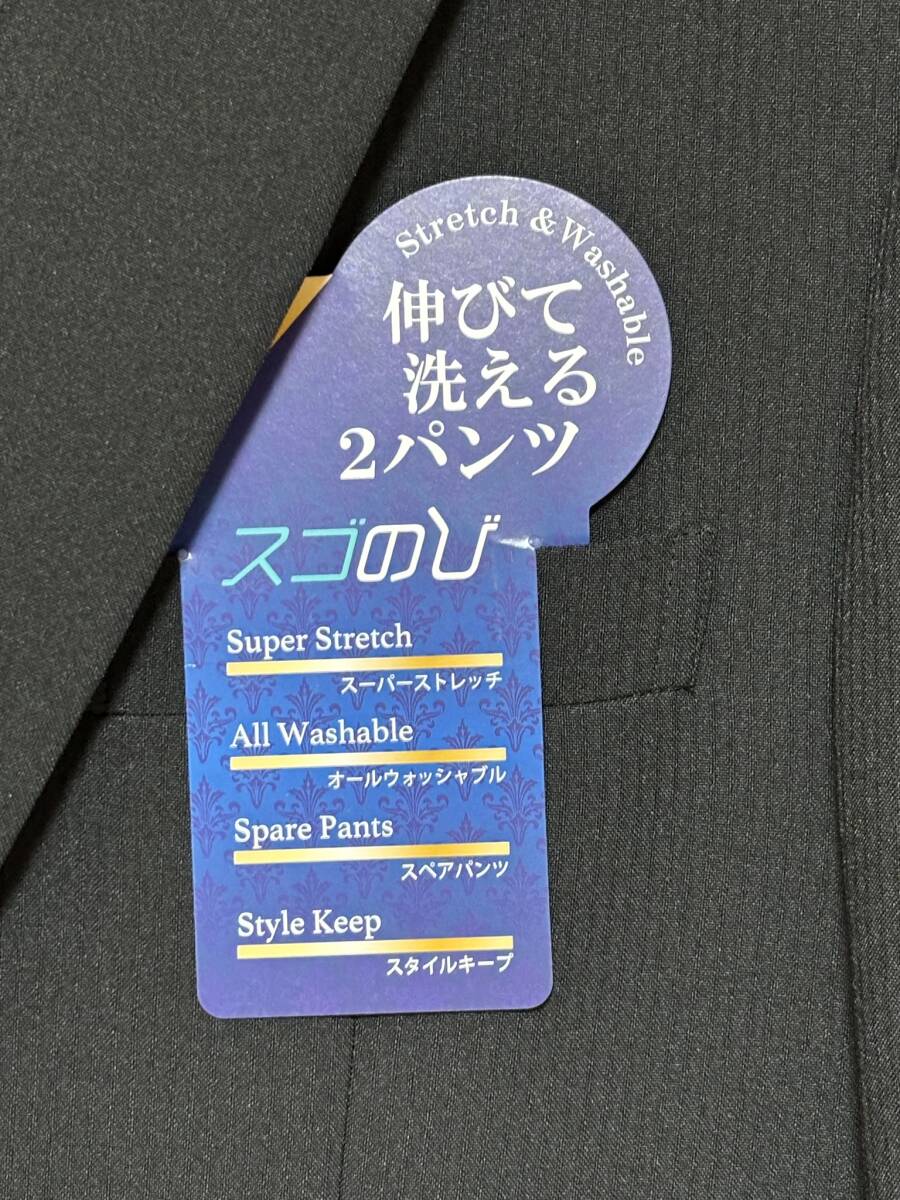 Stretch & Washable
伸びて
洗える
2パンツ
スゴのび
Super Stretch
スーパーストレッチ
All Washable
オールウォッシャブル
Spare Pants
スペアパンツ
Style Keep
スタイルキープ